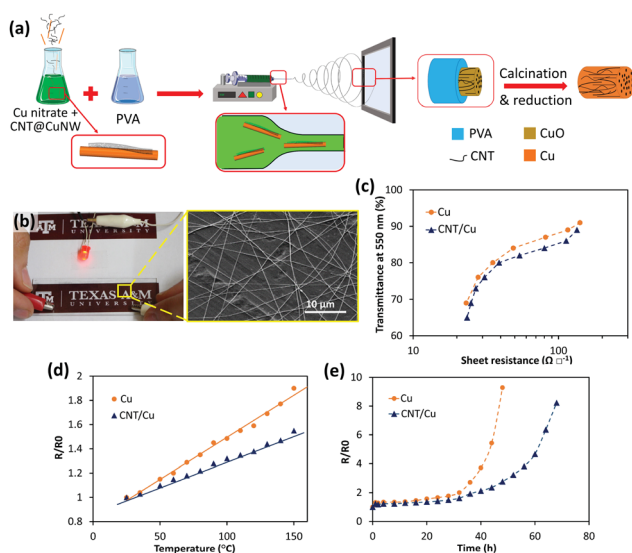 (a)
Cu nitrate +
CNT@CuNW
PVA
Calcination
& reduction
PVA
CuO
CNT
Cu
(b)
TEXAS A&M
UNIVERSITY
TEXAS A&M
UNIVERSITY
10 μm
(c)
Transmittance at 550 nm (%)
100
90
80
70
60
10
100
Sheet resistance (Ω □⁻¹)
Cu
CNT/Cu
(d)
R/R0
2
1.8
1.6
1.4
1.2
1
0.8
0
50
100
150
Temperature (°C)
Cu
CNT/Cu
(e)
R/R0
10
8
6
4
2
0
0
20
40
60
80
Time (h)
Cu
CNT/Cu